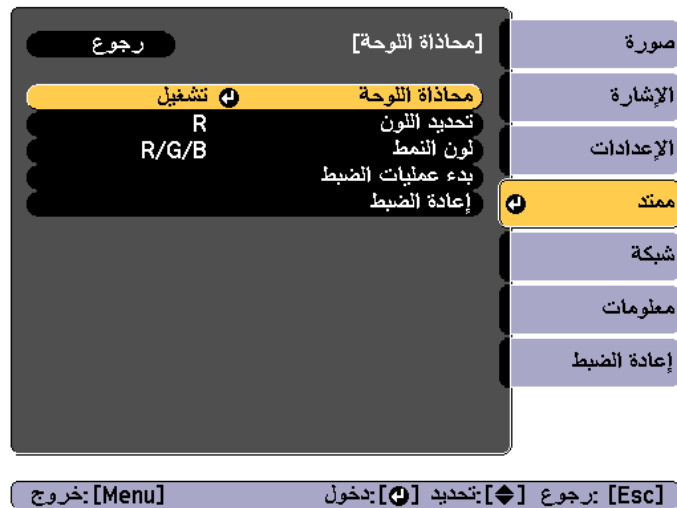 [محاذاة اللوحة] رجوع
محاذاة اللوحة تشغيل
تحديد اللون R
لون النمط R/G/B
بدء عمليات الضبط
إعادة الضبط
صورة
الإشارة
الإعدادات
ممتد
شبكة
معلومات
إعادة الضبط
[Esc] :رجوع [◆]:تحديد [⏎]:دخول [Menu]:خروج